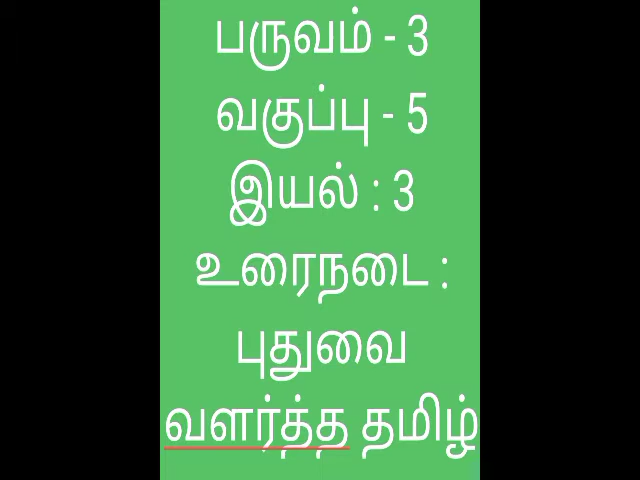 பருவம் - 3
வகுப்பு - 5
இயல் : 3
உரைநடை :
புதுவை
வளர்த்த தமிழ்